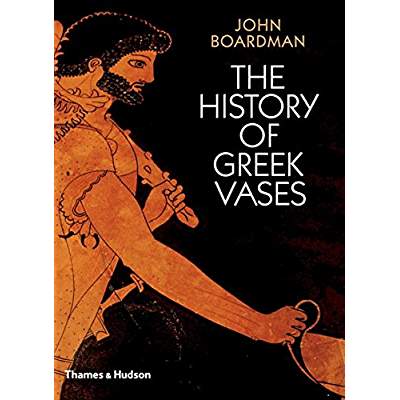 JOHN
BOARDMAN
THE
HISTORY
OF
GREEK
VASES
Thames & Hudson